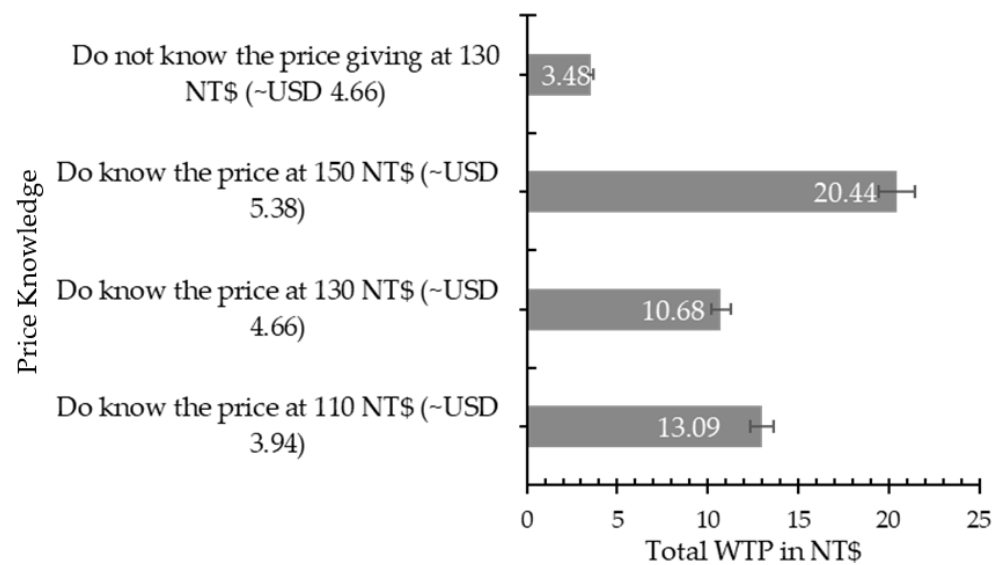 Do not know the price giving at 130
NT$ (~USD 4.66)
3.48
Do know the price at 150 NT$ (~USD
5.38)
20.44
Do know the price at 130 NT$ (~USD
4.66)
10.68
Do know the price at 110 NT$ (~USD
3.94)
13.09
Price Knowledge
0 5 10 15 20 25
Total WTP in NT$